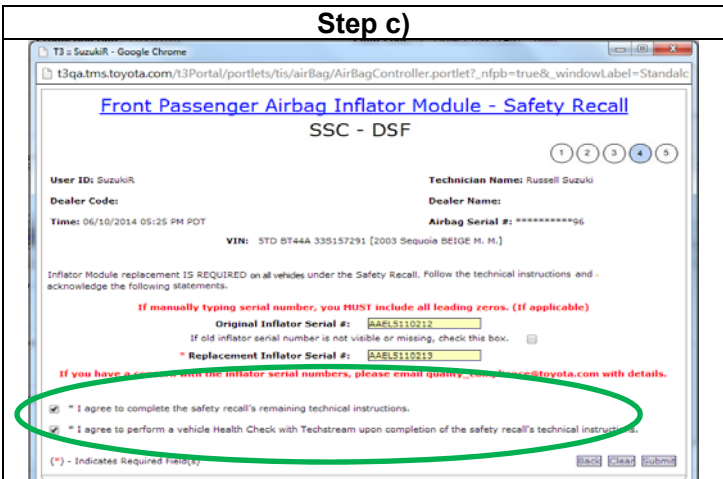 Step c)
T3 :: SuzukiR - Google Chrome
t3qa.tms.toyota.com/t3Portal/portlets/tis/airBag/AirBagController.portlet?_nfpb=true&_windowLabel=Standalc
Front Passenger Airbag Inflator Module - Safety Recall
SSC - DSF
1 2 3 4 5
User ID: SuzukiR Technician Name: Russell Suzuki
Dealer Code: Dealer Name:
Time: 06/10/2014 05:25 PM PDT Airbag Serial #: **********96
VIN: 5TD BT44A 33S157291 [2003 Sequoia BEIGE M. M.]
Inflator Module replacement IS REQUIRED on all vehicles under the Safety Recall. Follow the technical instructions and
acknowledge the following statements.
If manually typing serial number, you MUST include all leading zeros. (If applicable)
Original Inflator Serial #: AAEL5110212
If old inflator serial number is not visible or missing, check this box.
* Replacement Inflator Serial #: AAEL5110213
If you have a concern with the inflator serial numbers, please email quality_compliance@toyota.com with details.
* I agree to complete the safety recall's remaining technical instructions.
* I agree to perform a vehicle Health Check with Techstream upon completion of the safety recall's technical instructions.
(*) - Indicates Required Field(s) Back Clear Submit